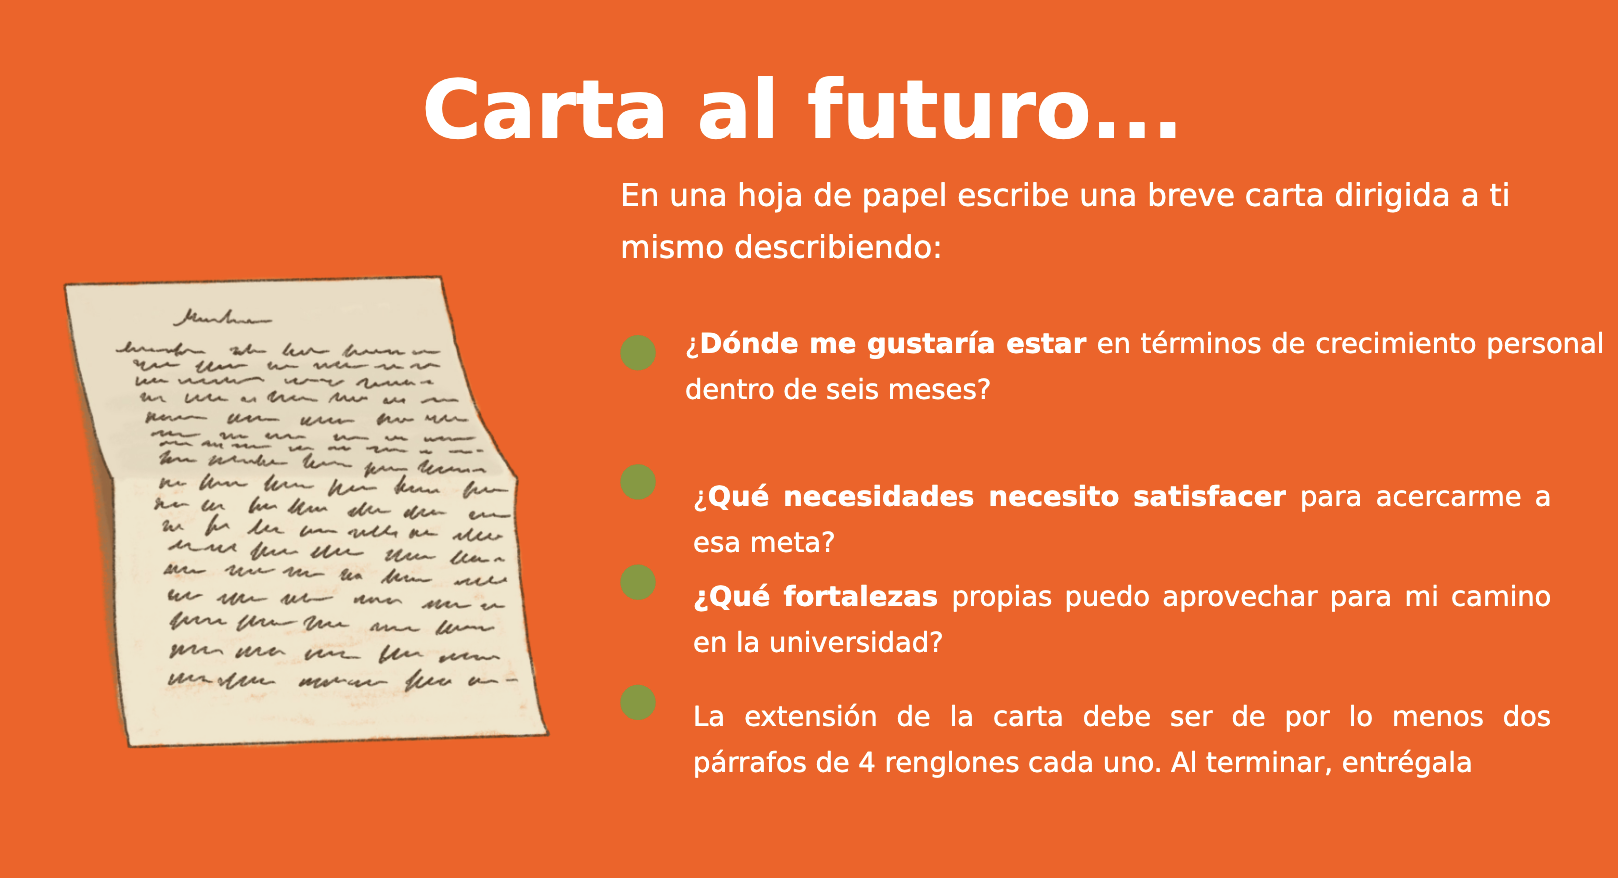 Carta al futuro...
En una hoja de papel escribe una breve carta dirigida a ti
mismo describiendo:
¿Dónde me gustaría estar en términos de crecimiento personal
dentro de seis meses?
¿Qué necesidades necesito satisfacer para acercarme a
esa meta?
¿Qué fortalezas propias puedo aprovechar para mi camino
en la universidad?
La extensión de la carta debe ser de por lo menos dos
párrafos de 4 renglones cada uno. Al terminar, entrégala